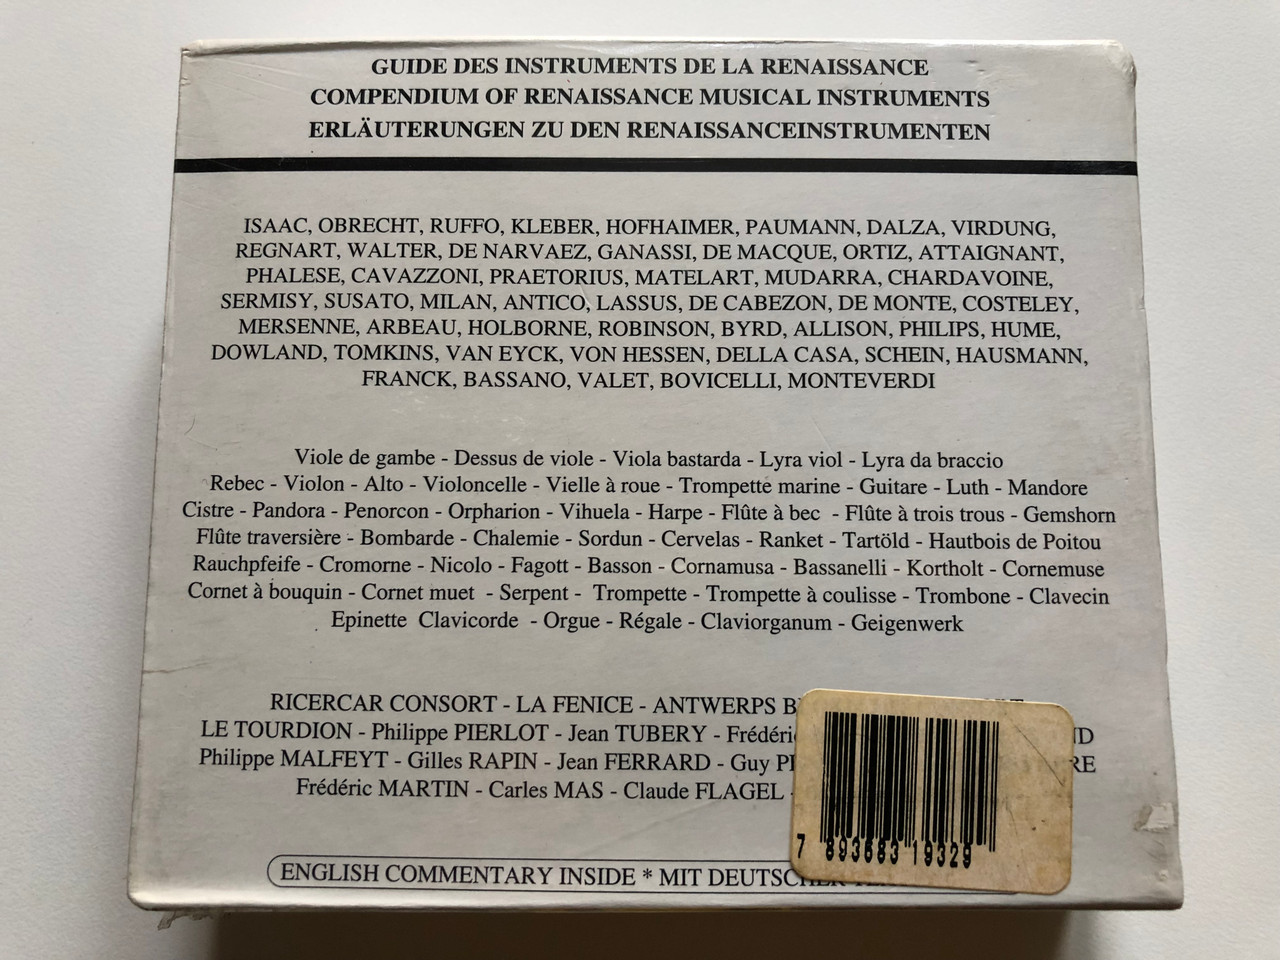 GUIDE DES INSTRUMENTS DE LA RENAISSANCE
COMPENDIUM OF RENAISSANCE MUSICAL INSTRUMENTS
ERLÄUTERUNGEN ZU DEN RENAISSANCEINSTRUMENTEN
ISAAC, OBRECHT, RUFFO, KLEBER, HOFHAIMER, PAUMANN, DALZA, VIRDUNG,
REGNART, WALTER, DE NARVAEZ, GANASSI, DE MACQUE, ORTIZ, ATTAIGNANT,
PHALESE, CAVAZZONI, PRAETORIUS, MATELART, MUDARRA, CHARDAVOINE,
SERMISY, SUSATO, MILAN, ANTICO, LASSUS, DE CABEZON, DE MONTE, COSTELEY,
MERSENNE, ARBEAU, HOLBORNE, ROBINSON, BYRD, ALLISON, PHILIPS, HUME,
DOWLAND, TOMKINS, VAN EYCK, VON HESSEN, DELLA CASA, SCHEIN, HAUSMANN,
FRANCK, BASSANO, VALET, BOVICELLI, MONTEVERDI
Viole de gambe - Dessus de viole - Viola bastarda - Lyra viol - Lyra da braccio
Rebec - Violon - Alto - Violoncelle - Vielle à roue - Trompette marine - Guitare - Luth - Mandore
Cistre - Pandora - Penorcon - Orpharion - Vihuela - Harpe - Flûte à bec - Flûte à trois trous - Gemshorn
Flûte traversière - Bombarde - Chalemie - Sordun - Cervelas - Ranket - Tartöld - Hautbois de Poitou
Rauchpfeife - Cromorne - Nicolo - Fagott - Basson - Cornamusa - Bassanelli - Kortholt - Cornemuse
Cornet à bouquin - Cornet muet - Serpent - Trompette - Trompette à coulisse - Trombone - Clavecin
Epinette Clavicorde - Orgue - Régale - Claviorganum - Geigenwerk
RICERCAR CONSORT - LA FENICE - ANTWERPS
LE TOURDION - Philippe PIERLOT - Jean TUBERY -
Philippe MALFEYT - Gilles RAPIN - Jean FERRARD - Guy
Frédéric MARTIN - Carles MAS - Claude FLAGEL -
ENGLISH COMMENTARY INSIDE * MIT DEUTSCHER
7 893683 19329